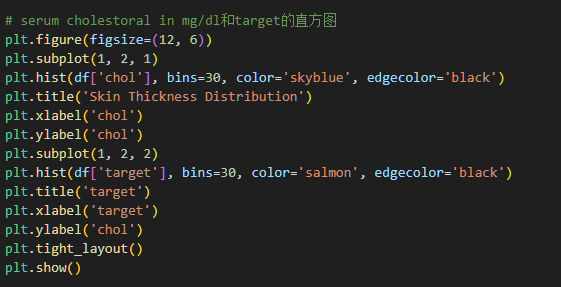 # serum cholestoral in mg/dl和target的直方图
plt.figure(figsize=(12, 6))
plt.subplot(1, 2, 1)
plt.hist(df['chol'], bins=30, color='skyblue', edgecolor='black')
plt.title('Skin Thickness Distribution')
plt.xlabel('chol')
plt.ylabel('chol')
plt.subplot(1, 2, 2)
plt.hist(df['target'], bins=30, color='salmon', edgecolor='black')
plt.title('target')
plt.xlabel('target')
plt.ylabel('chol')
plt.tight_layout()
plt.show()